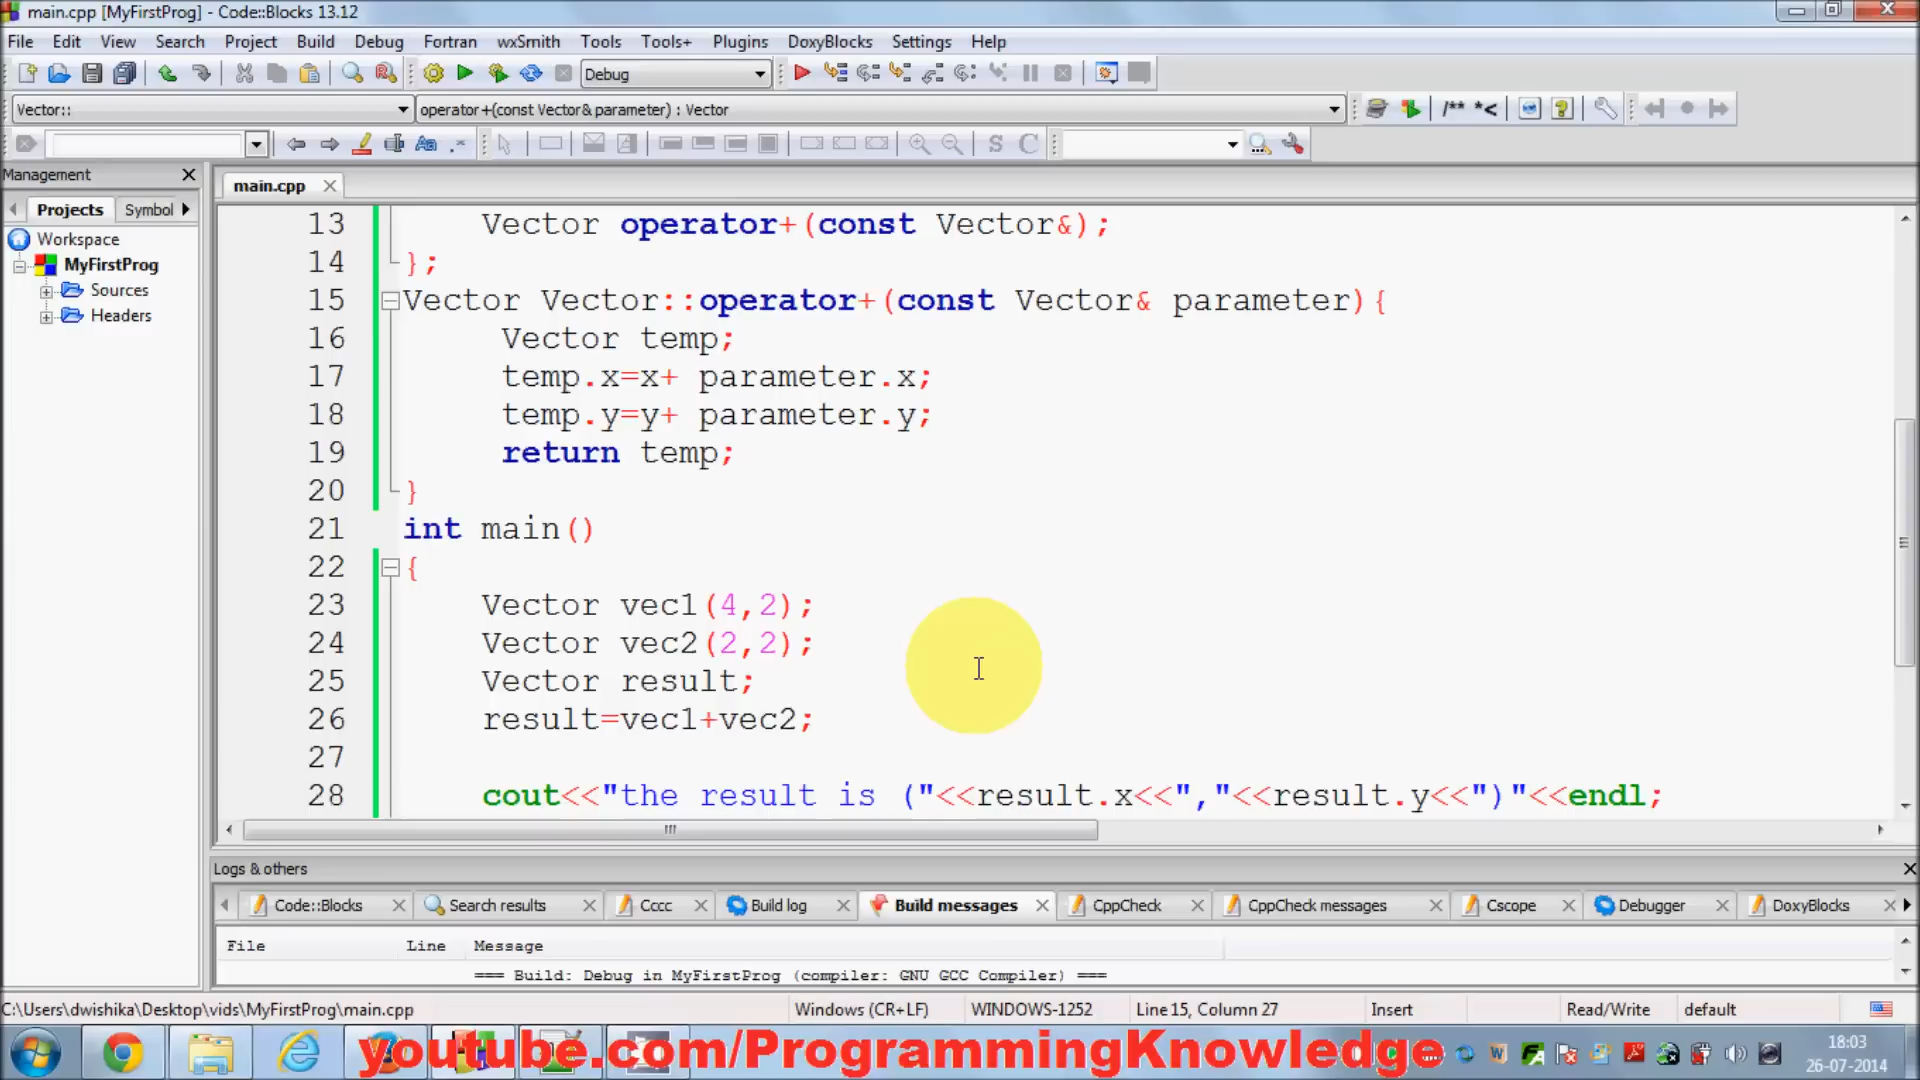 main.cpp [MyFirstProg] - Code::Blocks 13.12
File Edit View Search Project Build Debug Fortran wxSmith Tools Tools+ Plugins DoxyBlocks Settings Help
Debug
Vector:: operator+(const Vector& parameter) : Vector /** *<
S C
Management
main.cpp
Projects Symbol
Workspace
MyFirstProg
Sources
Headers
13 Vector operator+(const Vector&);
14 };
15 Vector Vector::operator+(const Vector& parameter){
16 Vector temp;
17 temp.x=x+ parameter.x;
18 temp.y=y+ parameter.y;
19 return temp;
20 }
21 int main()
22 {
23 Vector vec1(4,2);
24 Vector vec2(2,2);
25 Vector result;
26 result=vec1+vec2;
27
28 cout<<"the result is ("<<result.x<<","<<result.y<<")"<<endl;
Logs & others
Code::Blocks Search results Cccc Build log Build messages CppCheck CppCheck messages Cscope Debugger DoxyBlocks
File Line Message
=== Build: Debug in MyFirstProg (compiler: GNU GCC Compiler) ===
C:\Users\dwishika\Desktop\vids\MyFirstProg\main.cpp Windows (CR+LF) WINDOWS-1252 Line 15, Column 27 Insert Read/Write default
youtube.com/ProgrammingKnowledge
18:03
26-07-2014